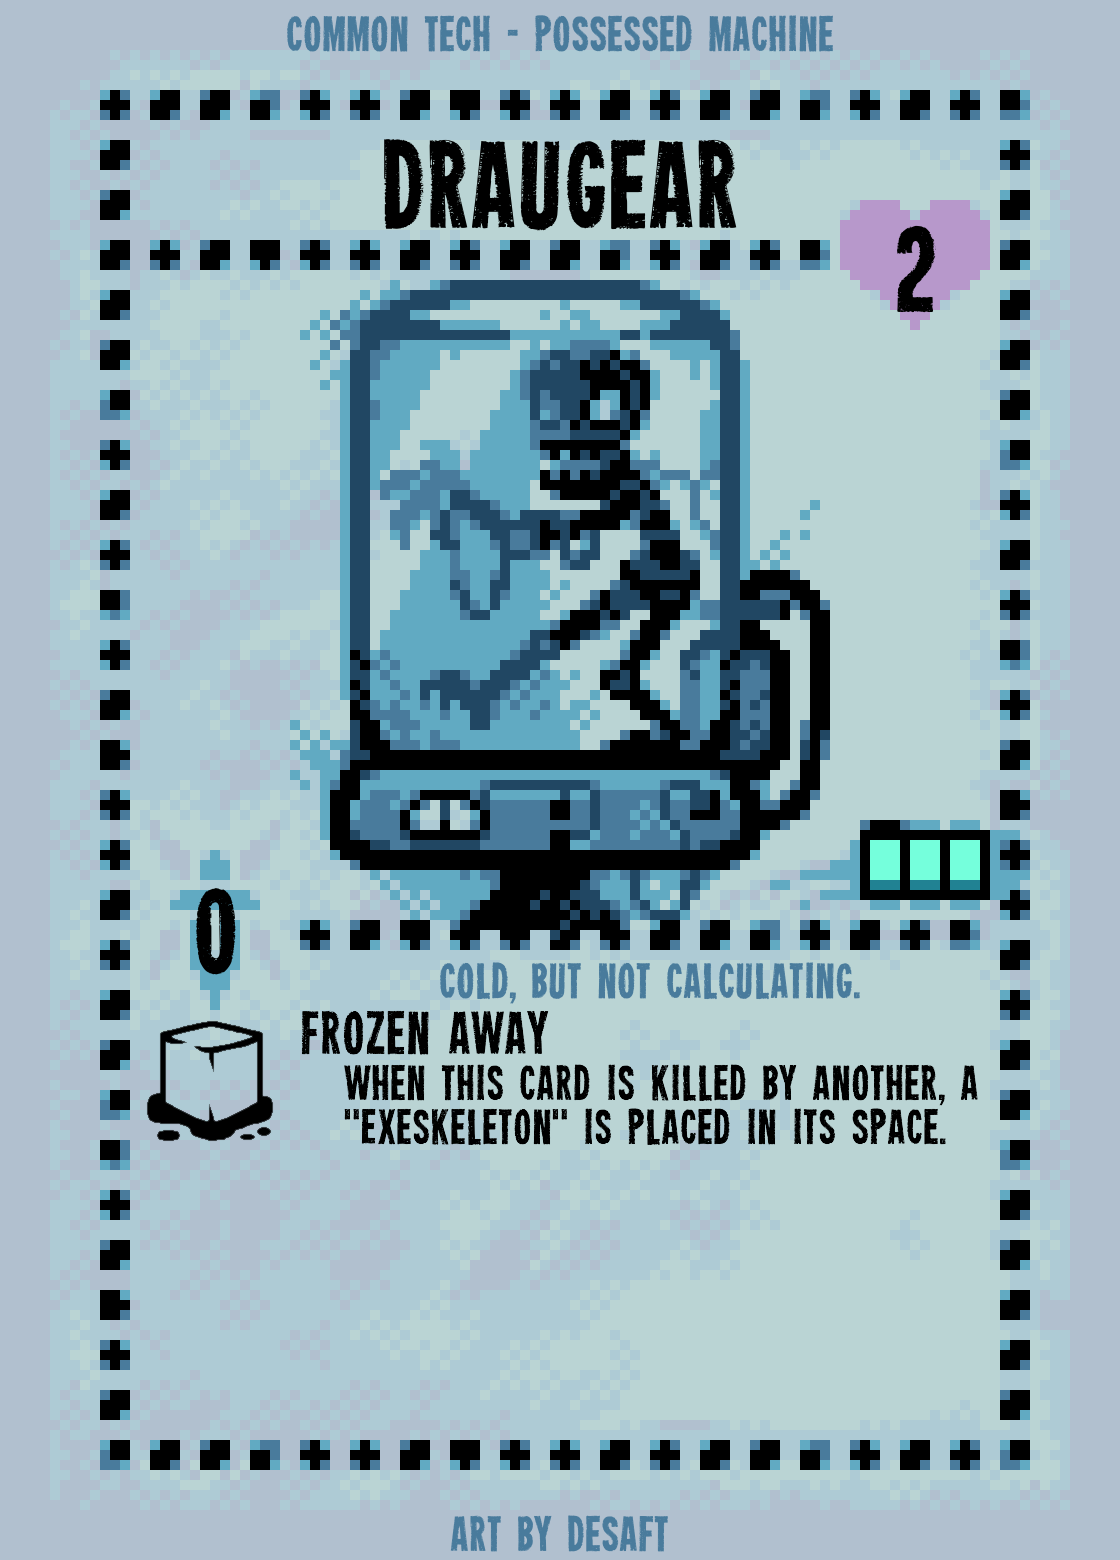 COMMON TECH - POSSESSED MACHINE
DRAUGEAR
2
0
COLD, BUT NOT CALCULATING.
FROZEN AWAY
WHEN THIS CARD IS KILLED BY ANOTHER, A
"EXESKELETON" IS PLACED IN ITS SPACE.
ART BY DESAFT